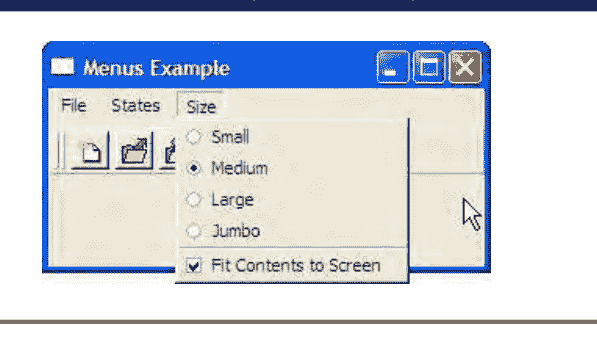 Menus Example
File States Size
Small
Medium
Large
Jumbo
Fit Contents to Screen